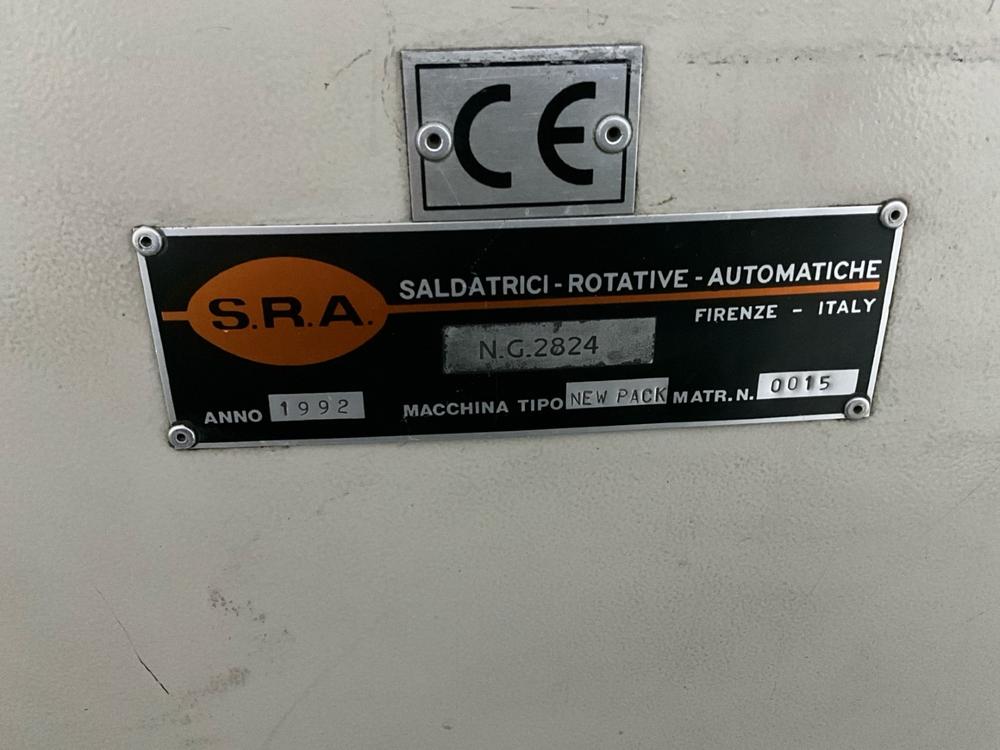 CE
S.R.A.
SALDATRICI - ROTATIVE - AUTOMATICHE
FIRENZE - ITALY
N.G.2824
ANNO 1992 MACCHINA TIPO NEW PACK MATR.N. 0015